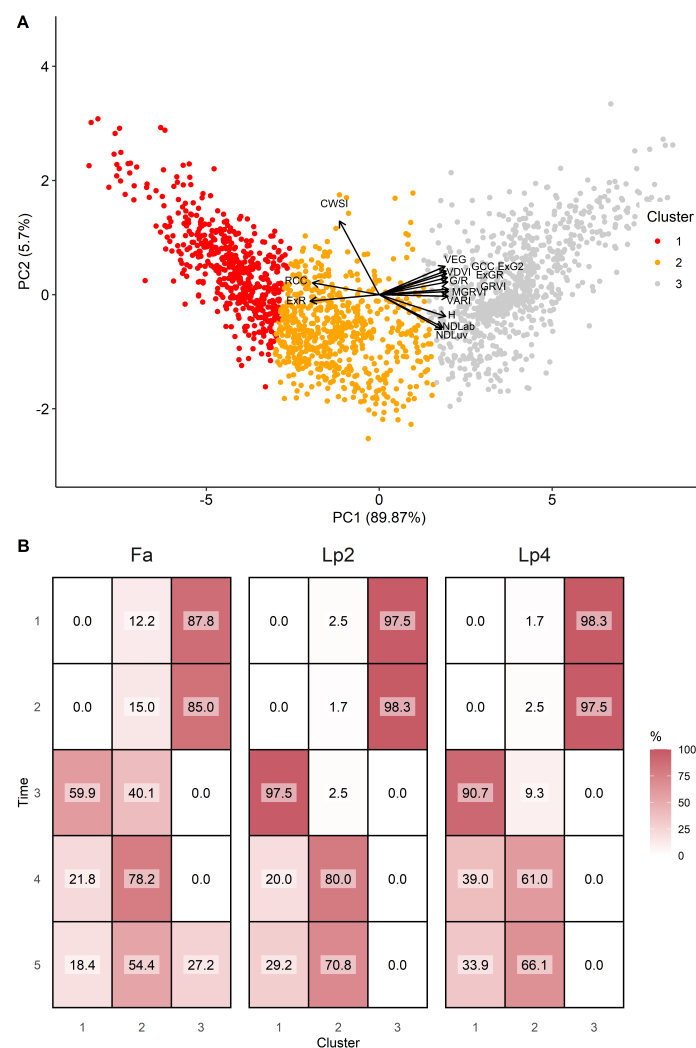 A
4
2
0
-2
PC2 (5.7%)
-5
0
5
PC1 (89.87%)
CWSI
RCC
ExR
VEG
GCC ExG2
VDVI
ExGR
G/R
GRVI
MGRVI
VARI
H
NDLab
NDLuv
Cluster
1
2
3
B
Fa
Lp2
Lp4
1
0.0 12.2 87.8 0.0 2.5 97.5 0.0 1.7 98.3
2
0.0 15.0 85.0 0.0 1.7 98.3 0.0 2.5 97.5
3
59.9 40.1 0.0 97.5 2.5 0.0 90.7 9.3 0.0
4
21.8 78.2 0.0 20.0 80.0 0.0 39.0 61.0 0.0
5
18.4 54.4 27.2 29.2 70.8 0.0 33.9 66.1 0.0
Time
1 2 3 1 2 3 1 2 3
Cluster
%
100
75
50
25
0